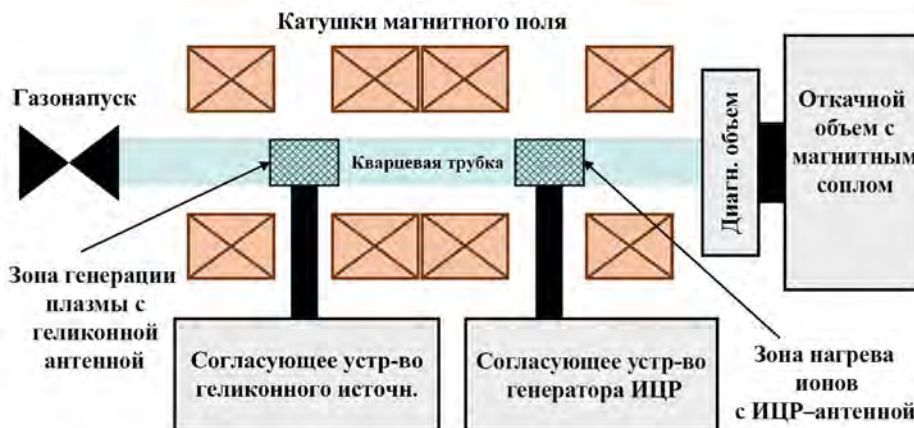 Катушки магнитного поля
Газонапуск
Кварцевая трубка
Диагн. объем
Откачной
объем с
магнитным
соплом
Зона генерации
плазмы с
геликонной
антенной
Согласующее устр-во
геликонного источн.
Согласующее устр-во
генератора ИЦР
Зона нагрева
ионов
с ИЦР–антенной